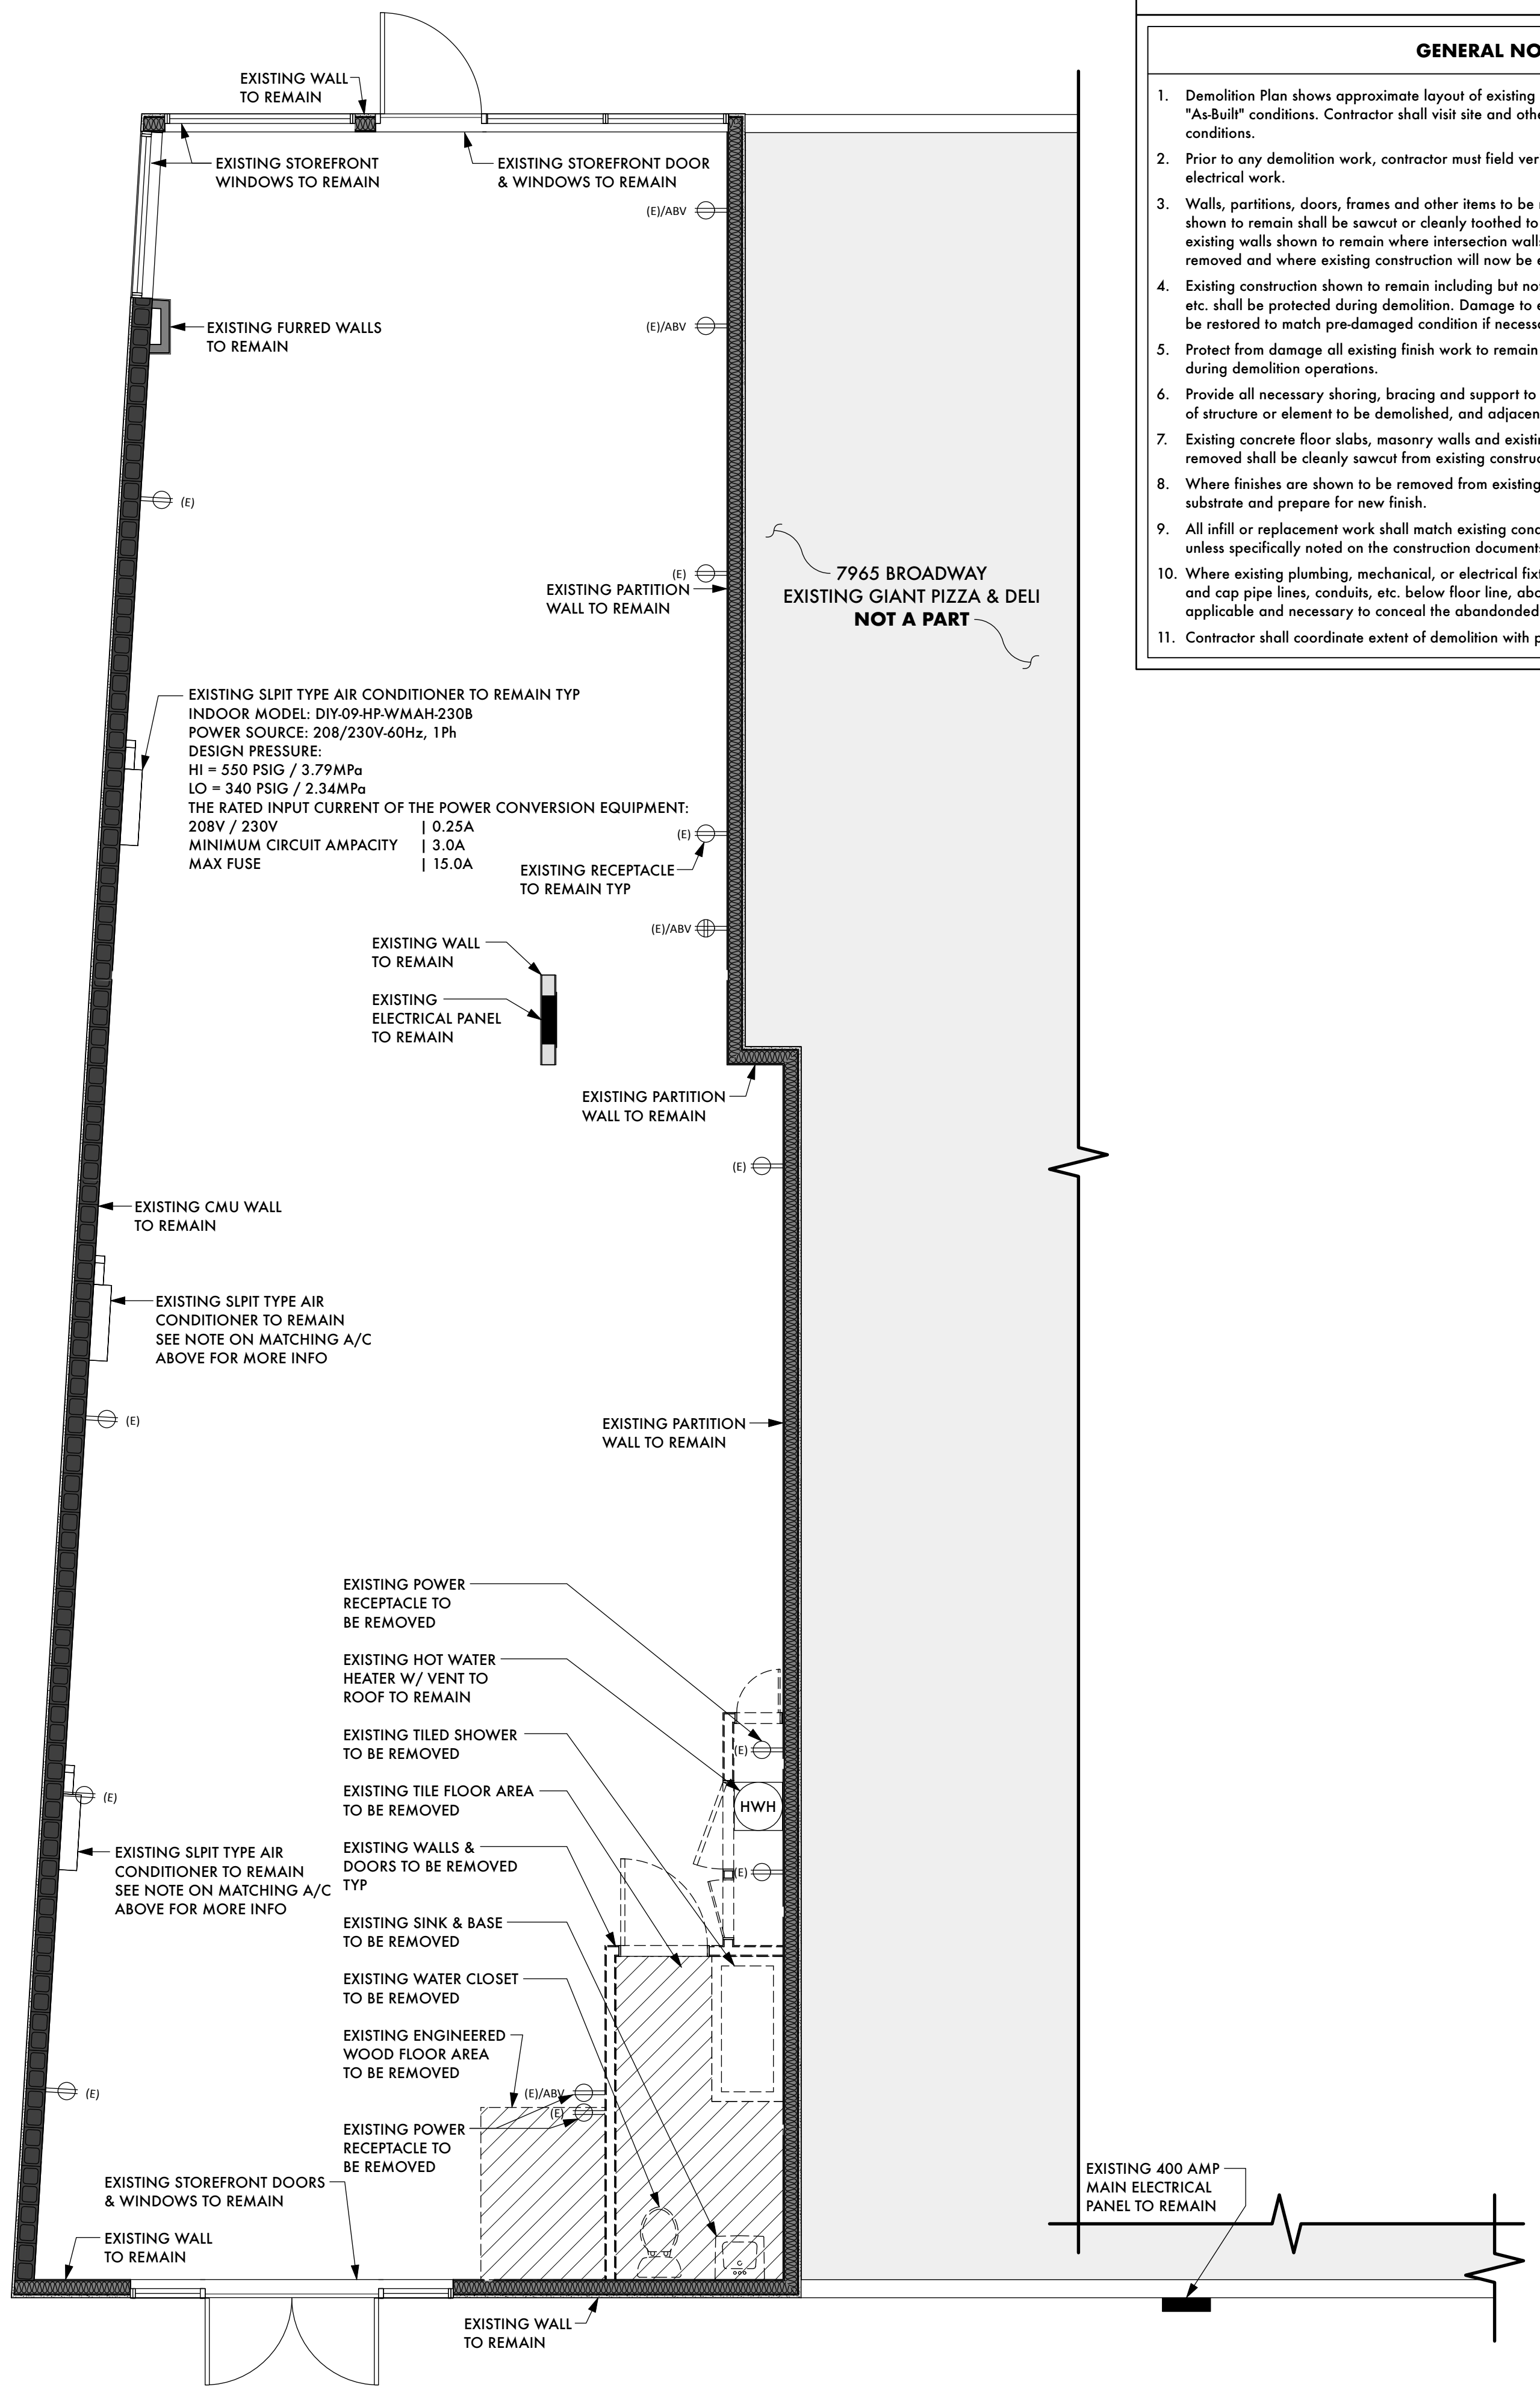 EXISTING WALL
TO REMAIN
EXISTING STOREFRONT
WINDOWS TO REMAIN
EXISTING STOREFRONT DOOR
& WINDOWS TO REMAIN
(E)/ABV
EXISTING FURRED WALLS
TO REMAIN
(E)/ABV
(E)
(E)
EXISTING PARTITION
WALL TO REMAIN
7965 BROADWAY
EXISTING GIANT PIZZA & DELI
NOT A PART
EXISTING SLPIT TYPE AIR CONDITIONER TO REMAIN TYP
INDOOR MODEL: DIY-09-HP-WMAH-230B
POWER SOURCE: 208/230V-60Hz, 1Ph
DESIGN PRESSURE:
HI = 550 PSIG / 3.79MPa
LO = 340 PSIG / 2.34MPa
THE RATED INPUT CURRENT OF THE POWER CONVERSION EQUIPMENT:
208V / 230V | 0.25A
MINIMUM CIRCUIT AMPACITY | 3.0A
MAX FUSE | 15.0A
(E)
EXISTING RECEPTACLE
TO REMAIN TYP
(E)/ABV
EXISTING WALL
TO REMAIN
EXISTING
ELECTRICAL PANEL
TO REMAIN
EXISTING PARTITION
WALL TO REMAIN
(E)
EXISTING CMU WALL
TO REMAIN
EXISTING SLPIT TYPE AIR
CONDITIONER TO REMAIN
SEE NOTE ON MATCHING A/C
ABOVE FOR MORE INFO
(E)
EXISTING PARTITION
WALL TO REMAIN
EXISTING POWER
RECEPTACLE TO
BE REMOVED
EXISTING HOT WATER
HEATER W/ VENT TO
ROOF TO REMAIN
EXISTING TILED SHOWER
TO BE REMOVED
(E)
EXISTING TILE FLOOR AREA
TO BE REMOVED
HWH
(E)
EXISTING WALLS &
DOORS TO BE REMOVED
TYP
(E)
EXISTING SLPIT TYPE AIR
CONDITIONER TO REMAIN
SEE NOTE ON MATCHING A/C
ABOVE FOR MORE INFO
EXISTING SINK & BASE
TO BE REMOVED
EXISTING WATER CLOSET
TO BE REMOVED
EXISTING ENGINEERED
WOOD FLOOR AREA
TO BE REMOVED
(E)
(E)/ABV
(E)
EXISTING POWER
RECEPTACLE TO
BE REMOVED
EXISTING STOREFRONT DOORS
& WINDOWS TO REMAIN
EXISTING WALL
TO REMAIN
EXISTING WALL
TO REMAIN
EXISTING 400 AMP
MAIN ELECTRICAL
PANEL TO REMAIN
GENERAL NO
1. Demolition Plan shows approximate layout of existing
"As-Built" conditions. Contractor shall visit site and othe
conditions.
2. Prior to any demolition work, contractor must field ver
electrical work.
3. Walls, partitions, doors, frames and other items to be
shown to remain shall be sawcut or cleanly toothed to
existing walls shown to remain where intersection wall
removed and where existing construction will now be
4. Existing construction shown to remain including but not
etc. shall be protected during demolition. Damage to e
be restored to match pre-damaged condition if necess
5. Protect from damage all existing finish work to remain
during demolition operations.
6. Provide all necessary shoring, bracing and support to
of structure or element to be demolished, and adjacen
7. Existing concrete floor slabs, masonry walls and existi
removed shall be cleanly sawcut from existing construc
8. Where finishes are shown to be removed from existing
substrate and prepare for new finish.
9. All infill or replacement work shall match existing cond
unless specifically noted on the construction document
10. Where existing plumbing, mechanical, or electrical fix
and cap pipe lines, conduits, etc. below floor line, abo
applicable and necessary to conceal the abandonded
11. Contractor shall coordinate extent of demolition with p